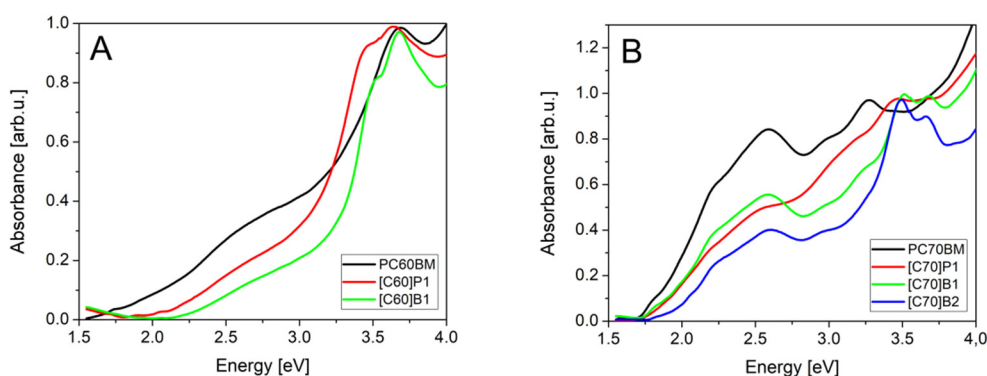 A
Absorbance [arb.u.]
1.0
0.8
0.6
0.4
0.2
0.0
PC60BM
[C60]P1
[C60]B1
1.5 2.0 2.5 3.0 3.5 4.0
Energy [eV]
B
Absorbance [arb.u.]
1.2
1.0
0.8
0.6
0.4
0.2
0.0
PC70BM
[C70]P1
[C70]B1
[C70]B2
1.5 2.0 2.5 3.0 3.5 4,0
Energy [eV]